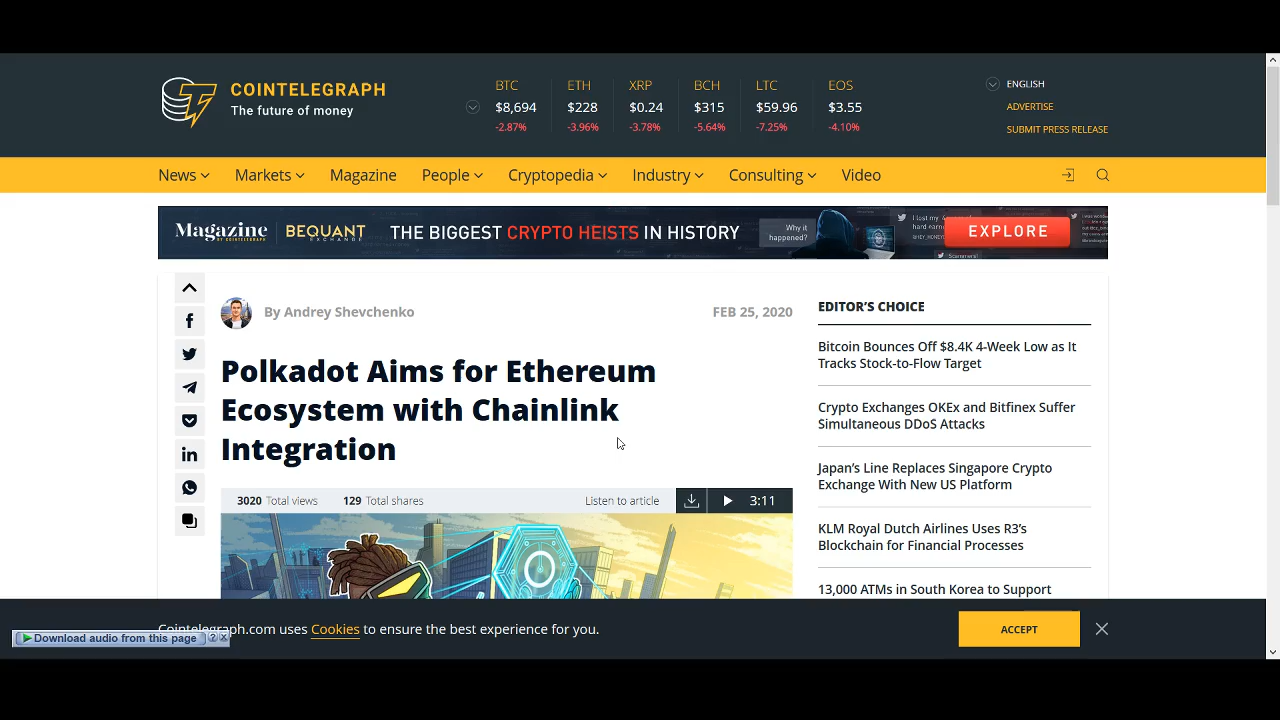 COINTELEGRAPH
The future of money
BTC ETH XRP BCH LTC EOS
$8,694 $228 $0.24 $315 $59.96 $3.55
-2.87% -3.96% -3.78% -5.64% -7.25% -4.10%
ENGLISH
ADVERTISE
SUBMIT PRESS RELEASE
News Markets Magazine People Cryptopedia Industry Consulting Video
Magazine BEQUANT THE BIGGEST CRYPTO HEISTS IN HISTORY
BY COINTELEGRAPH EXCHANGE
Why it
happened?
I lost my
hard earne
EXPLORE
By Andrey Shevchenko
FEB 25, 2020
Polkadot Aims for Ethereum
Ecosystem with Chainlink
Integration
3020 Total views 129 Total shares Listen to article 3:11
EDITOR'S CHOICE
Bitcoin Bounces Off $8.4K 4-Week Low as It
Tracks Stock-to-Flow Target
Crypto Exchanges OKEx and Bitfinex Suffer
Simultaneous DDoS Attacks
Japan's Line Replaces Singapore Crypto
Exchange With New US Platform
KLM Royal Dutch Airlines Uses R3's
Blockchain for Financial Processes
13,000 ATMs in South Korea to Support
Cointelegraph.com uses Cookies to ensure the best experience for you.
ACCEPT
Download audio from this page ? x